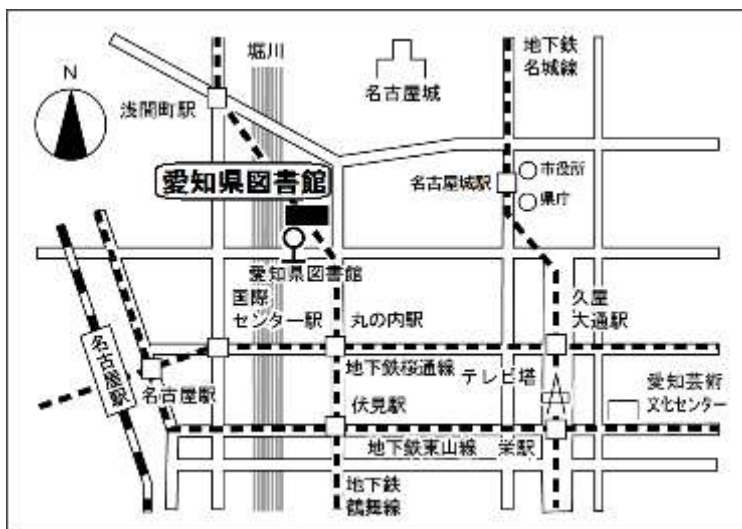 堀川
地下鉄
名城線
N
名古屋城
浅間町駅
市役所
名古屋城駅
県庁
愛知県図書館
愛知県図書館
国際
センター駅
丸の内駅
久屋
大通駅
名古屋駅
名古屋駅
地下鉄桜通線
テレビ塔
愛知芸術
文化センター
伏見駅
地下鉄東山線
栄駅
地下鉄
鶴舞線